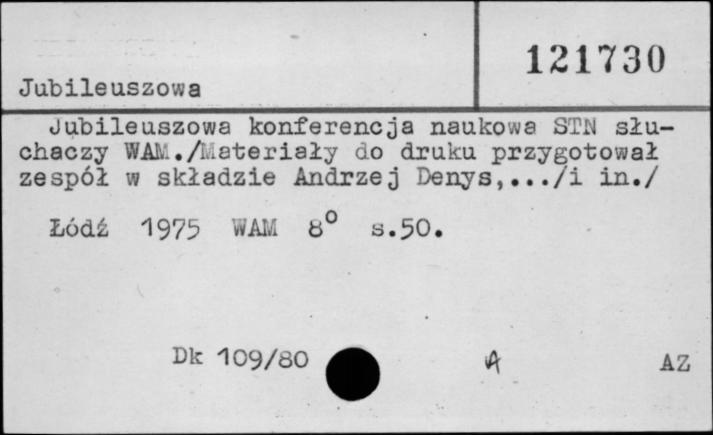 121730
Jubileuszowa
Jubileuszowa konferencja naukowa STN słu-
chaczy WAM./Materiały do druku przygotował
zespół w składzie Andrzej Denys,.../i in./
Łódź 1975 WAM 8° s.50.
Dk 109/80 A AZ